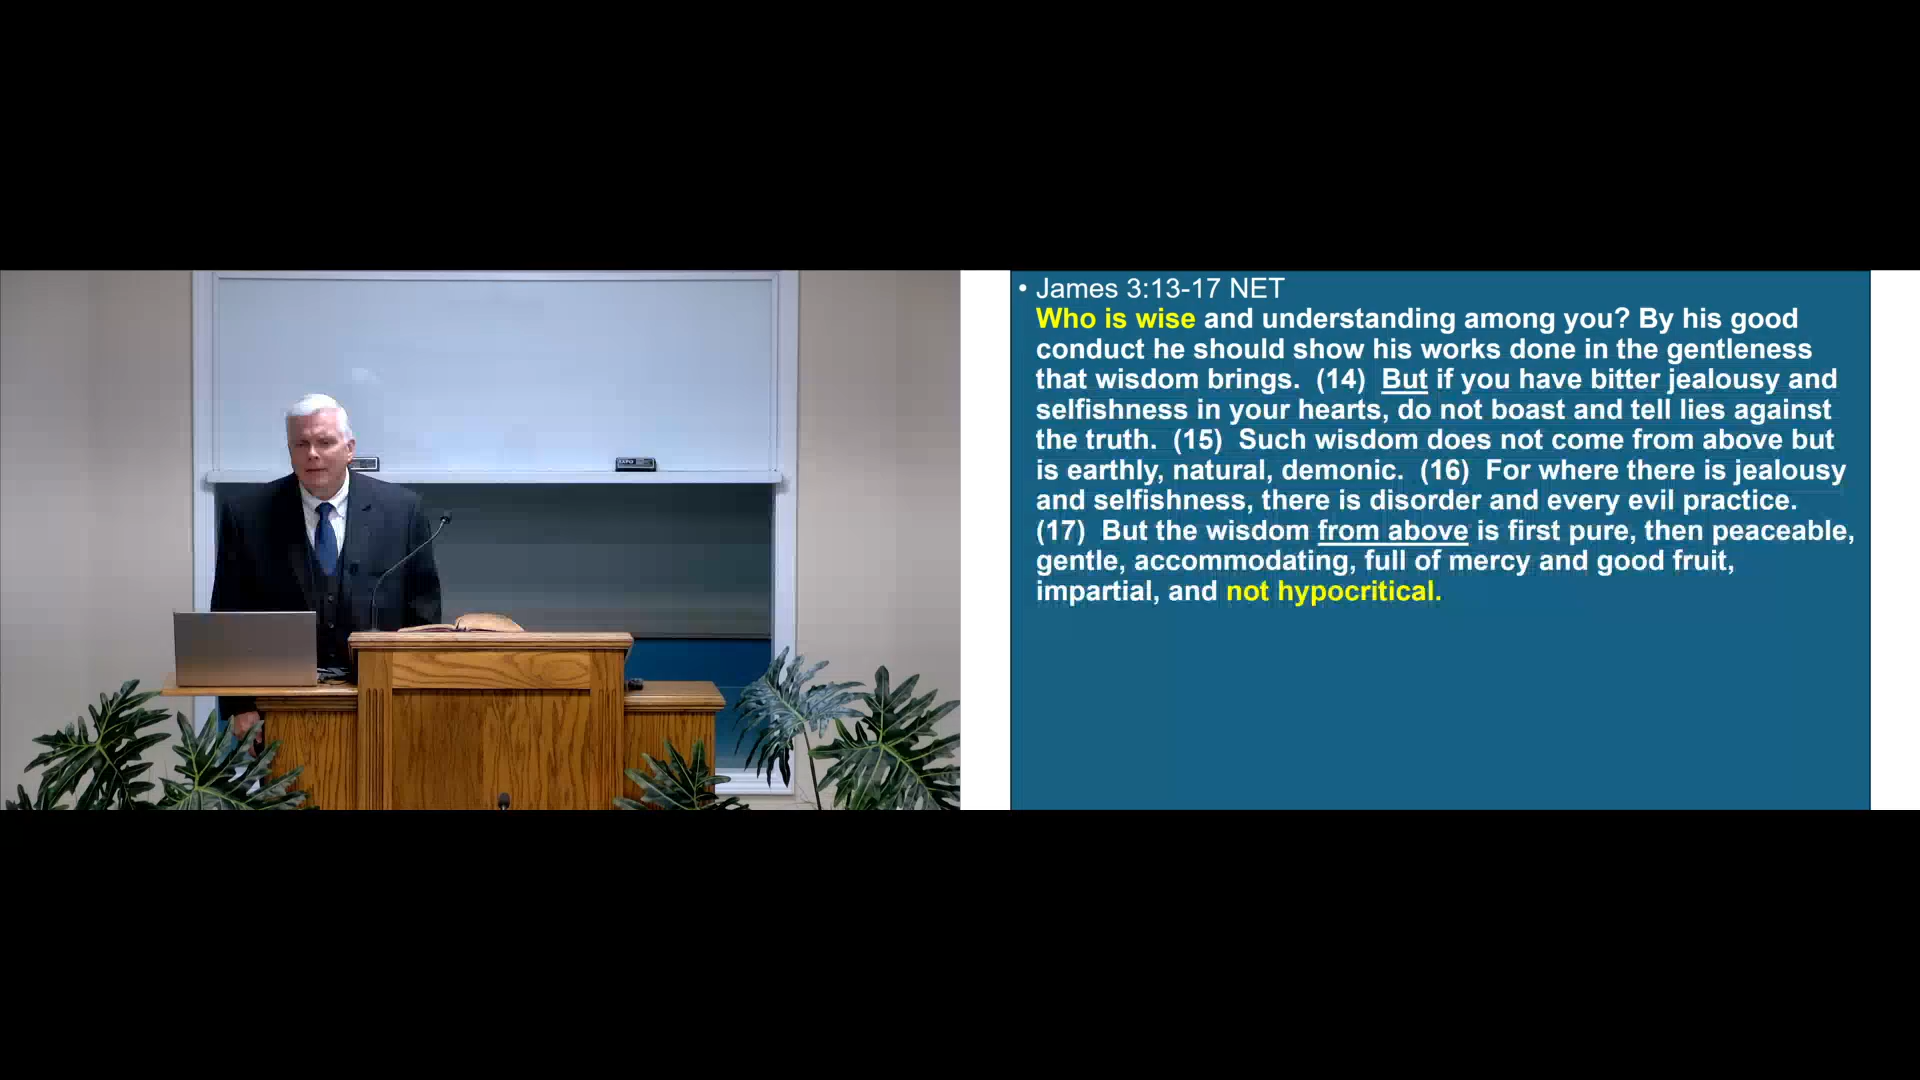 • James 3:13-17 NET
Who is wise and understanding among you? By his good
conduct he should show his works done in the gentleness
that wisdom brings. (14) But if you have bitter jealousy and
selfishness in your hearts, do not boast and tell lies against
the truth. (15) Such wisdom does not come from above but
is earthly, natural, demonic. (16) For where there is jealousy
and selfishness, there is disorder and every evil practice.
(17) But the wisdom from above is first pure, then peaceable,
gentle, accommodating, full of mercy and good fruit,
impartial, and not hypocritical.